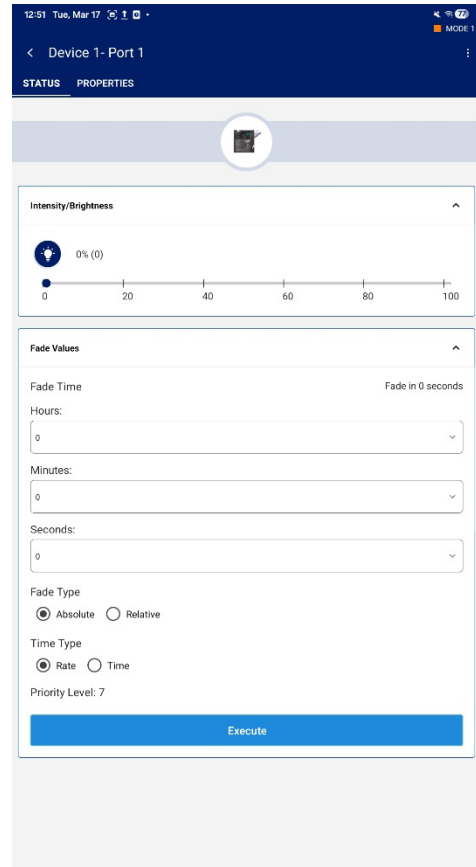 12:51 Tue, Mar 17
77
MODE 1
Device 1- Port 1
STATUS PROPERTIES
Intensity/Brightness
0% (0)
0 20 40 60 80 100
Fade Values
Fade Time Fade in 0 seconds
Hours:
0
Minutes:
0
Seconds:
0
Fade Type
Absolute Relative
Time Type
Rate Time
Priority Level: 7
Execute